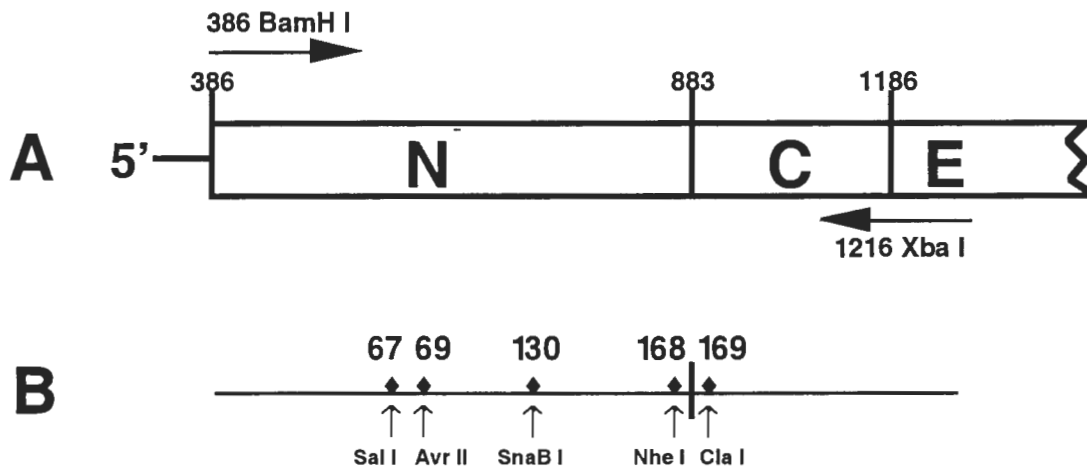 386 BamH I
386 883 1186
A 5’ N C E
1216 Xba I
67 69 130 168 169
B
Sal I Avr II SnaB I Nhe I Cla I